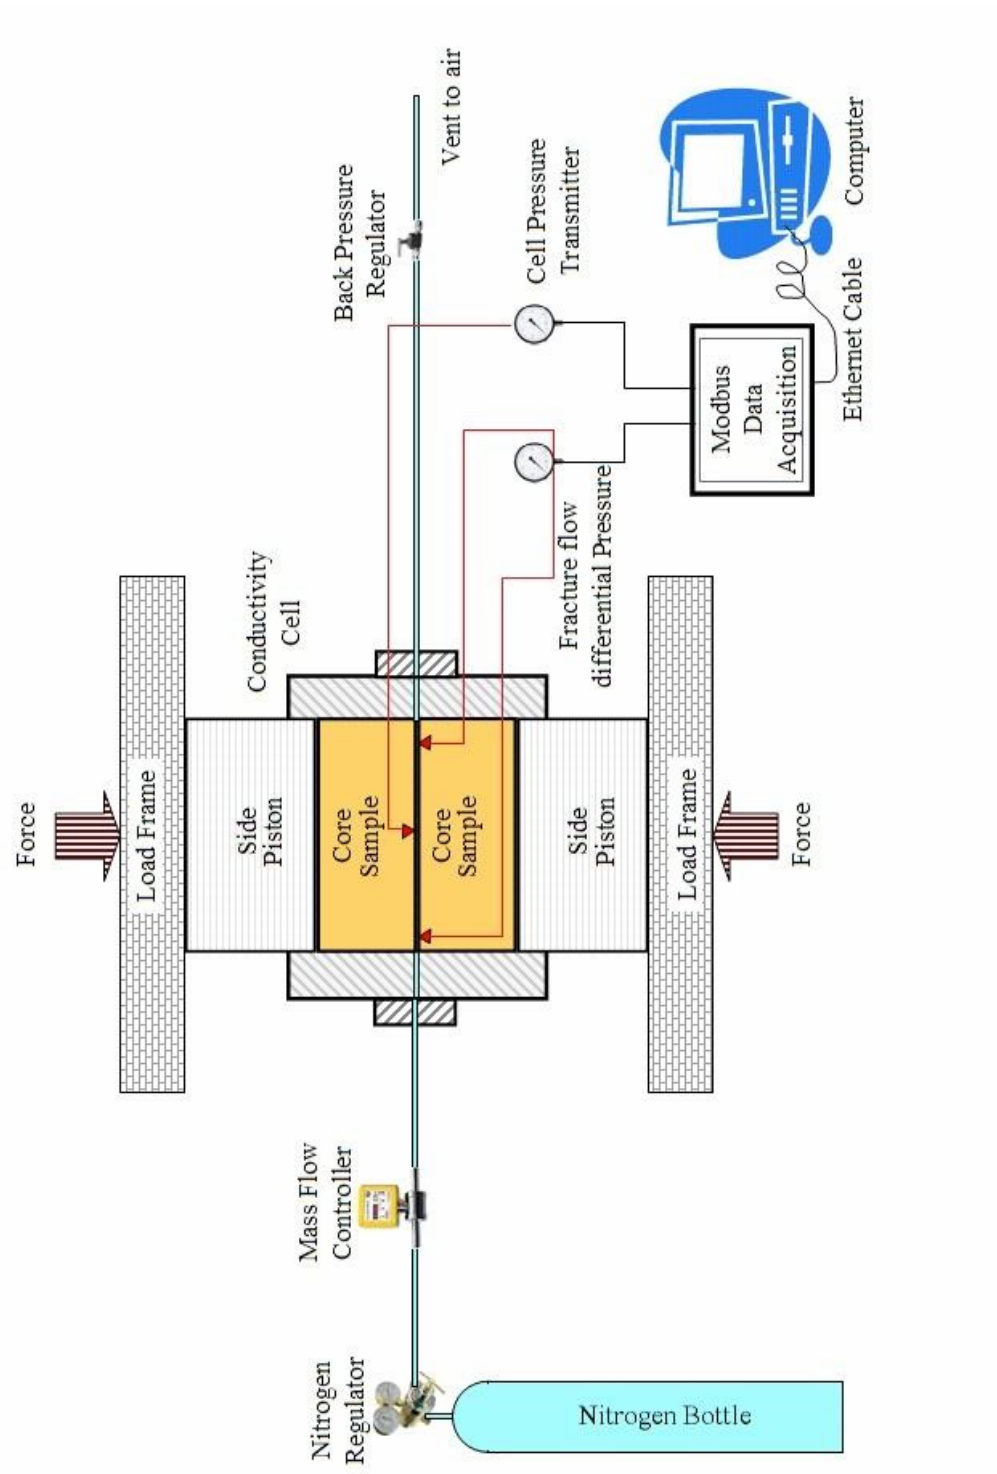 Force
Load Frame
Side
Piston
Conductivity
Cell
Core
Sample
Core
Sample
Side
Piston
Load Frame
Force
Nitrogen
Regulator
Nitrogen Bottle
Mass Flow
Controller
Back Pressure
Regulator
Vent to air
Cell Pressure
Transmitter
Fracture flow
differential Pressure
Modbus
Data
Acquisition
Ethernet Cable
Computer